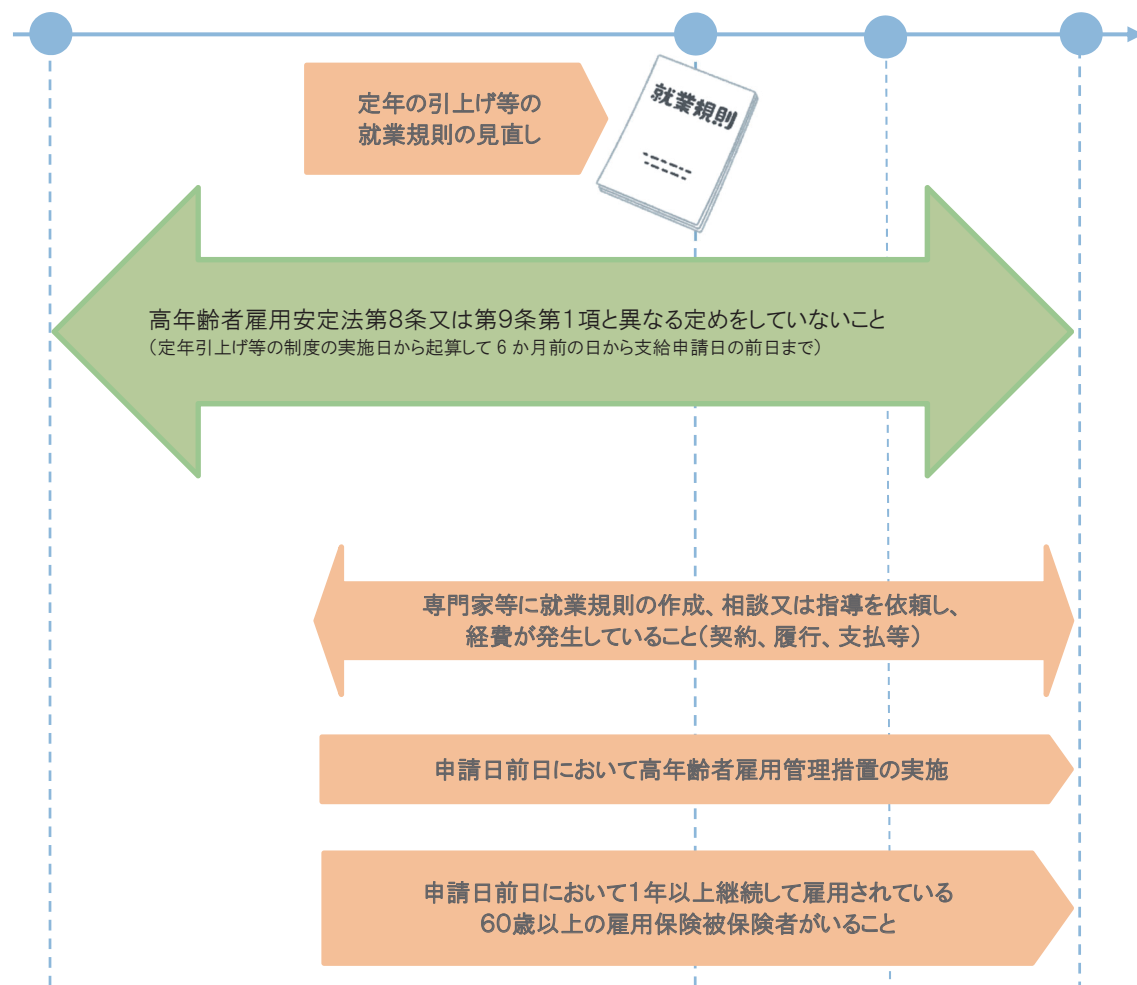 定年の引上げ等の
就業規則の見直し
就業規則
高年齢者雇用安定法第8条又は第9条第1項と異なる定めをしていないこと
（定年引上げ等の制度の実施日から起算して6か月前の日から支給申請日の前日まで）
専門家等に就業規則の作成、相談又は指導を依頼し、
経費が発生していること（契約、履行、支払等）
申請日前日において高年齢者雇用管理措置の実施
申請日前日において1年以上継続して雇用されている
60歳以上の雇用保険被保険者がいること